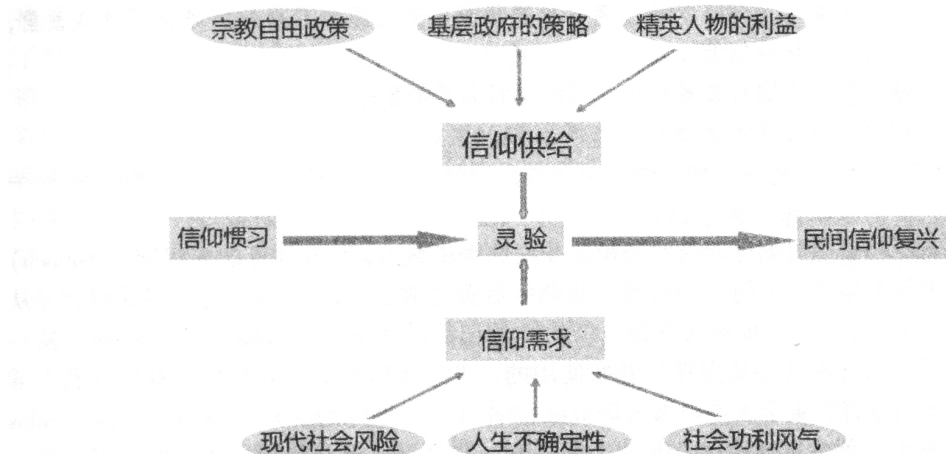 宗教自由政策
基层政府的策略
精英人物的利益
信仰供给
信仰惯习
灵验
民间信仰复兴
信仰需求
现代社会风险
人生不确定性
社会功利风气